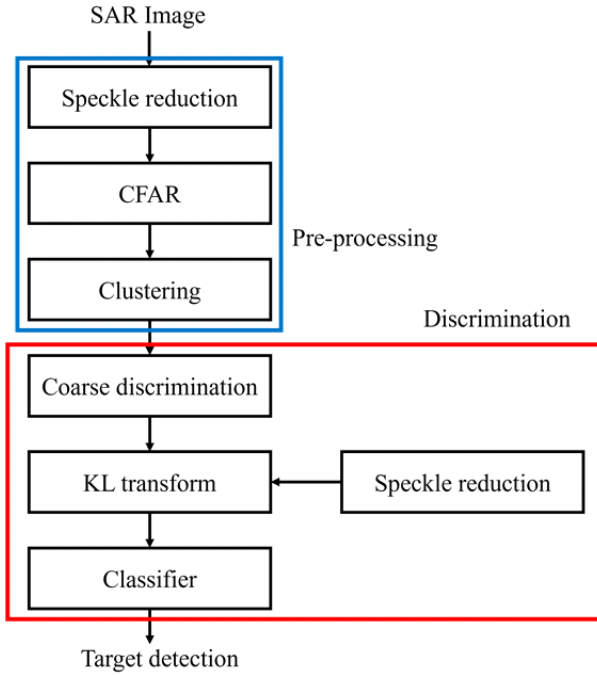 SAR Image
Speckle reduction
CFAR
Pre-processing
Clustering
Discrimination
Coarse discrimination
KL transform
Speckle reduction
Classifier
Target detection